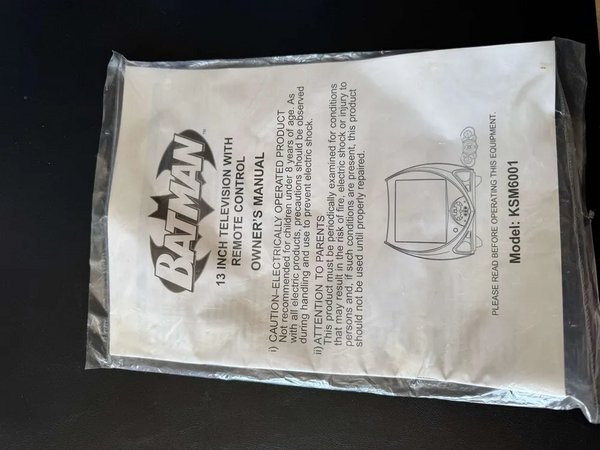 BATMAN™
13 INCH TELEVISION WITH
REMOTE CONTROL
OWNER'S MANUAL
i) CAUTION–ELECTRICALLY OPERATED PRODUCT
Not recommended for children under 8 years of age. As
with all electric products, precautions should be observed
during handling and use to prevent electric shock.
ii) ATTENTION TO PARENTS
This product must be periodically examined for conditions
that may result in the risk of fire, electric shock or injury to
persons and, if such conditions are present, this product
should not be used until properly repaired.
PLEASE READ BEFORE OPERATING THIS EQUIPMENT.
Model: KSM6001